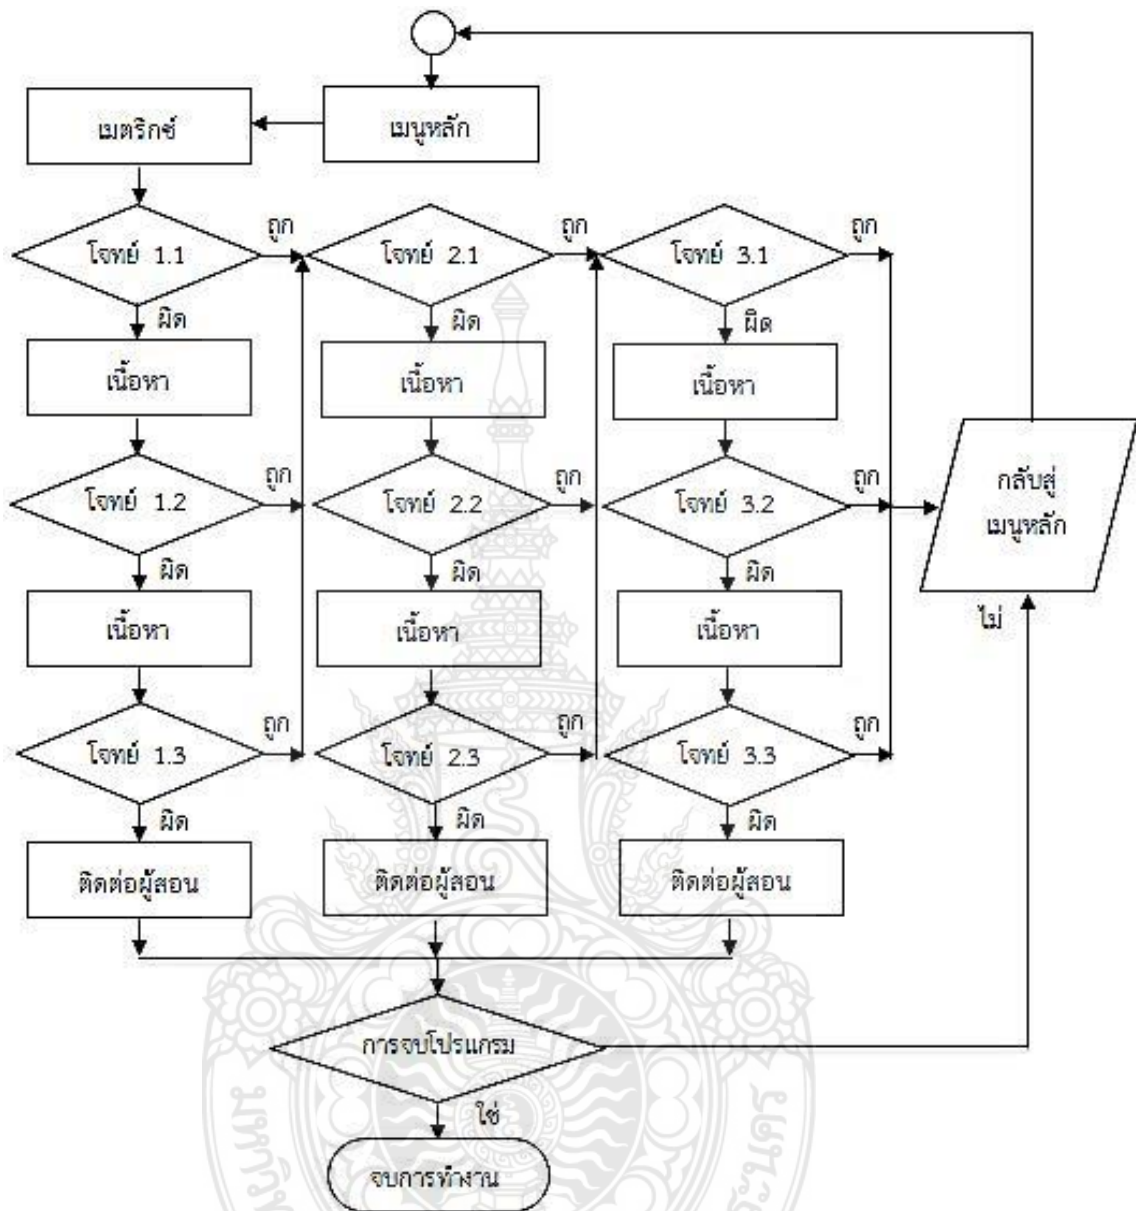 เมตริกซ์
เมนูหลัก
โจทย์ 1.1
ถูก
โจทย์ 2.1
ถูก
โจทย์ 3.1
ถูก
ผิด
ผิด
ผิด
เนื้อหา
เนื้อหา
เนื้อหา
โจทย์ 1.2
ถูก
โจทย์ 2.2
ถูก
โจทย์ 3.2
ถูก
กลับสู่
เมนูหลัก
ผิด
ผิด
ผิด
เนื้อหา
เนื้อหา
เนื้อหา
ไม่
โจทย์ 1.3
ถูก
โจทย์ 2.3
ถูก
โจทย์ 3.3
ถูก
ผิด
ผิด
ผิด
ติดต่อผู้สอน
ติดต่อผู้สอน
ติดต่อผู้สอน
การจบโปรแกรม
ใช่
จบการทำงาน